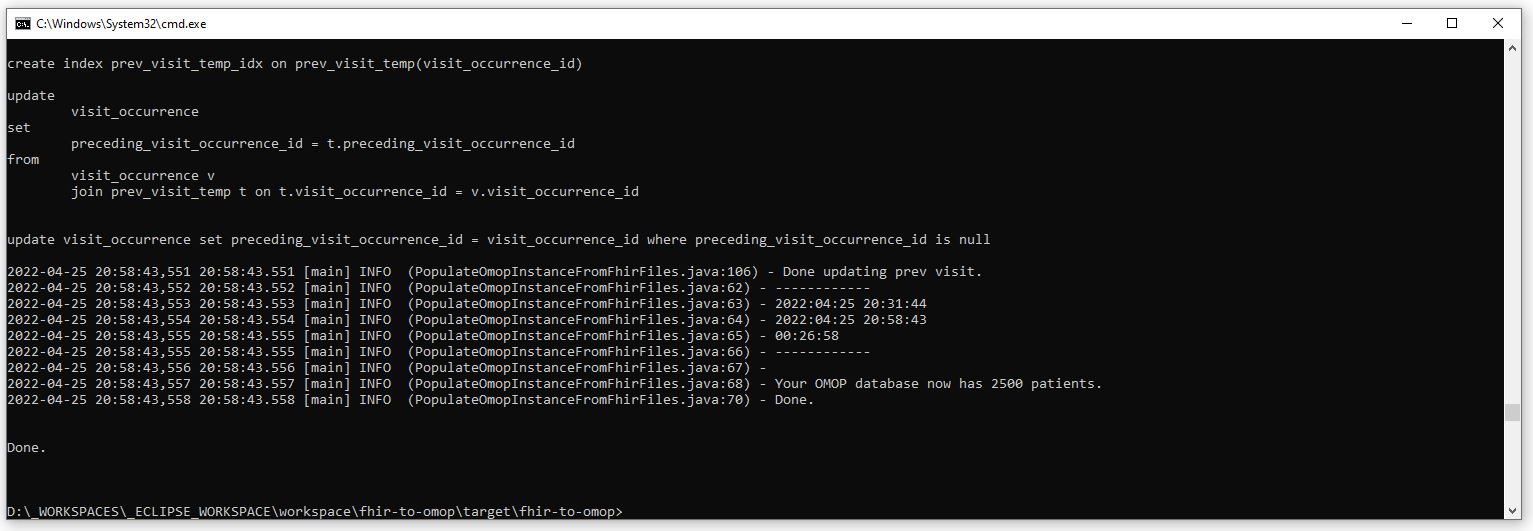 C:\Windows\System32\cmd.exe
create index prev_visit_temp_idx on prev_visit_temp(visit_occurrence_id)
update
visit_occurrence
set
preceding_visit_occurrence_id = t.preceding_visit_occurrence_id
from
visit_occurrence v
join prev_visit_temp t on t.visit_occurrence_id = v.visit_occurrence_id
update visit_occurrence set preceding_visit_occurrence_id = visit_occurrence_id where preceding_visit_occurrence_id is null
2022-04-25 20:58:43,551 20:58:43.551 [main] INFO  (PopulateOmopInstanceFromFhirFiles.java:106) - Done updating prev visit.
2022-04-25 20:58:43,552 20:58:43.552 [main] INFO  (PopulateOmopInstanceFromFhirFiles.java:62) - ------------
2022-04-25 20:58:43,553 20:58:43.553 [main] INFO  (PopulateOmopInstanceFromFhirFiles.java:63) - 2022:04:25 20:31:44
2022-04-25 20:58:43,554 20:58:43.554 [main] INFO  (PopulateOmopInstanceFromFhirFiles.java:64) - 2022:04:25 20:58:43
2022-04-25 20:58:43,555 20:58:43.555 [main] INFO  (PopulateOmopInstanceFromFhirFiles.java:65) - 00:26:58
2022-04-25 20:58:43,555 20:58:43.555 [main] INFO  (PopulateOmopInstanceFromFhirFiles.java:66) - ------------
2022-04-25 20:58:43,556 20:58:43.556 [main] INFO  (PopulateOmopInstanceFromFhirFiles.java:67) -
2022-04-25 20:58:43,557 20:58:43.557 [main] INFO  (PopulateOmopInstanceFromFhirFiles.java:68) - Your OMOP database now has 2500 patients.
2022-04-25 20:58:43,558 20:58:43.558 [main] INFO  (PopulateOmopInstanceFromFhirFiles.java:70) - Done.
Done.
D:\_WORKSPACES\_ECLIPSE_WORKSPACE\workspace\fhir-to-omop\target\fhir-to-omop>